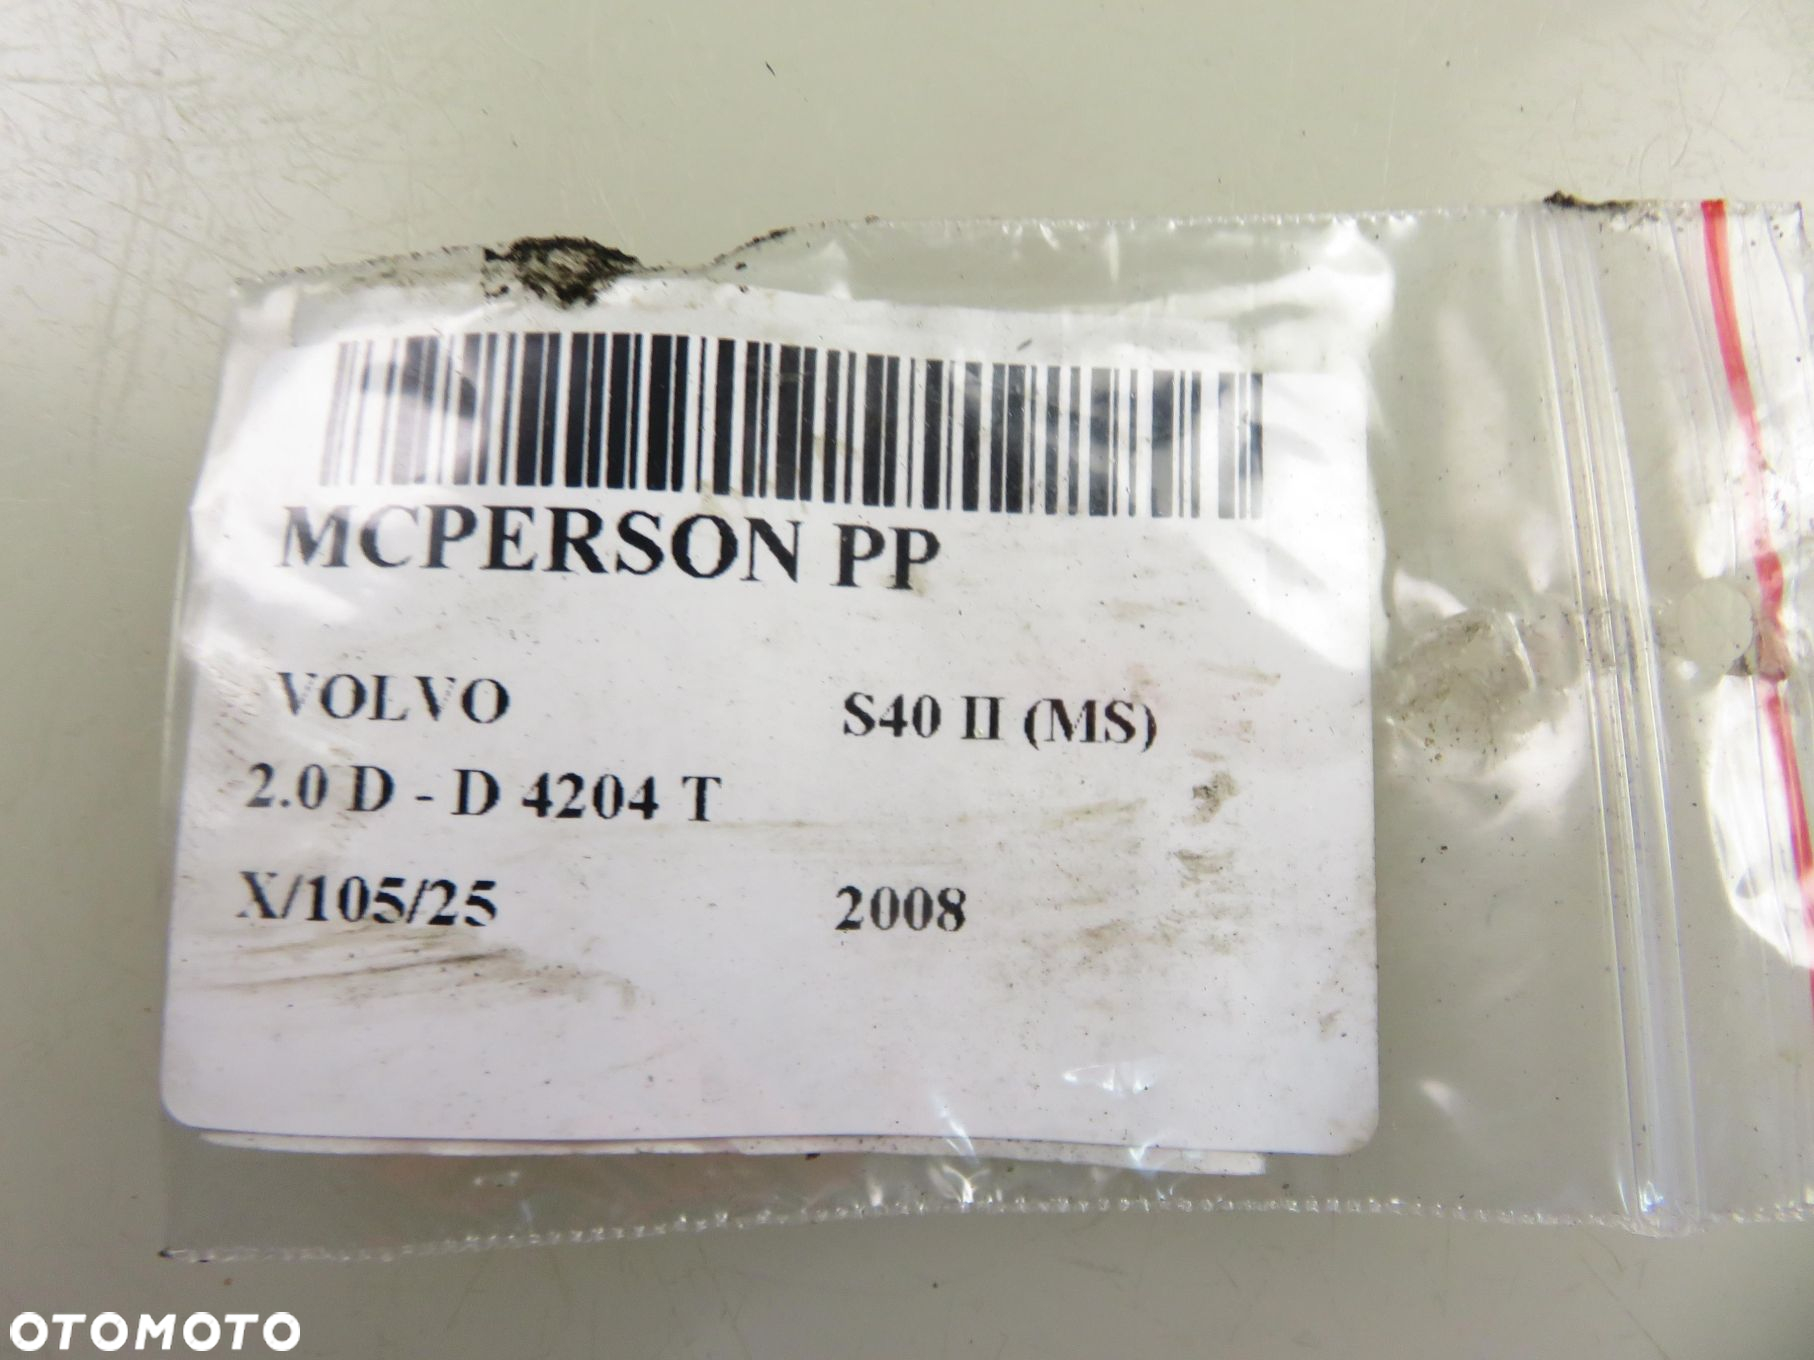 MCPERSON PP
VOLVO S40 II (MS)
2.0 D - D 4204 T
X/105/25 2008
OTOMOTO